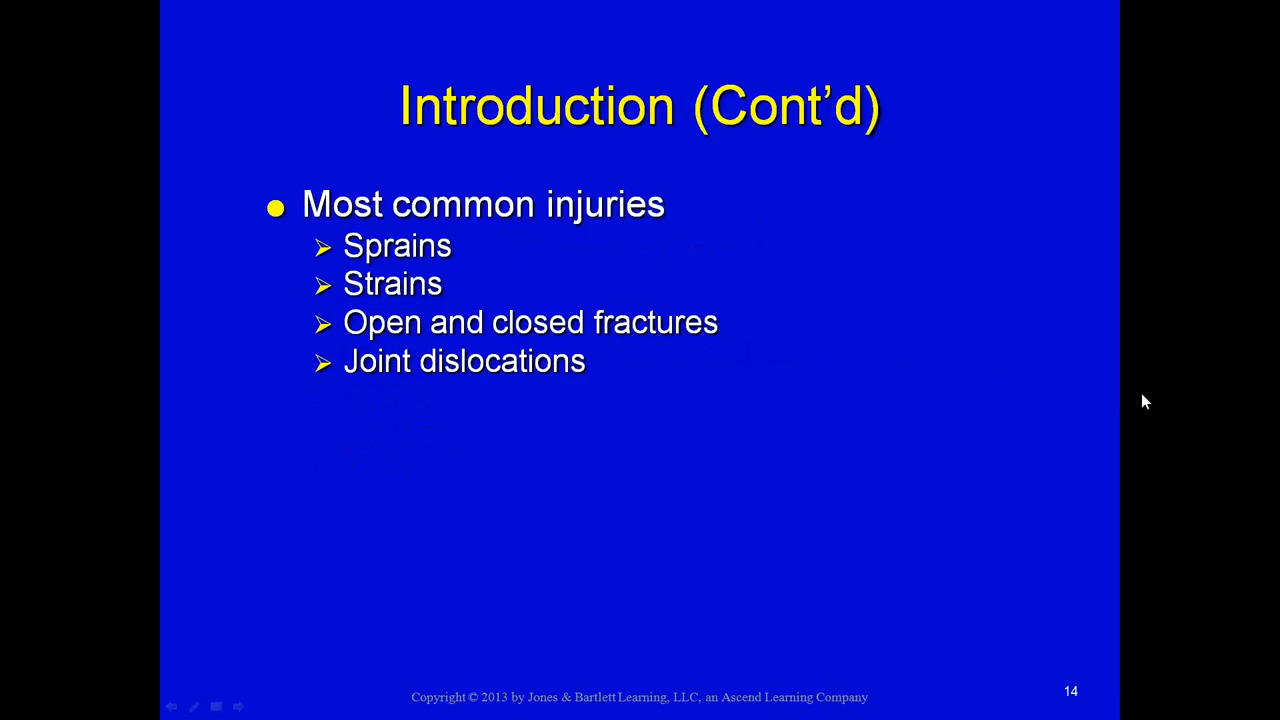 Introduction (Cont’d)
Most common injuries
Sprains
Strains
Open and closed fractures
Joint dislocations
Copyright © 2013 by Jones & Bartlett Learning, LLC, an Ascend Learning Company
14